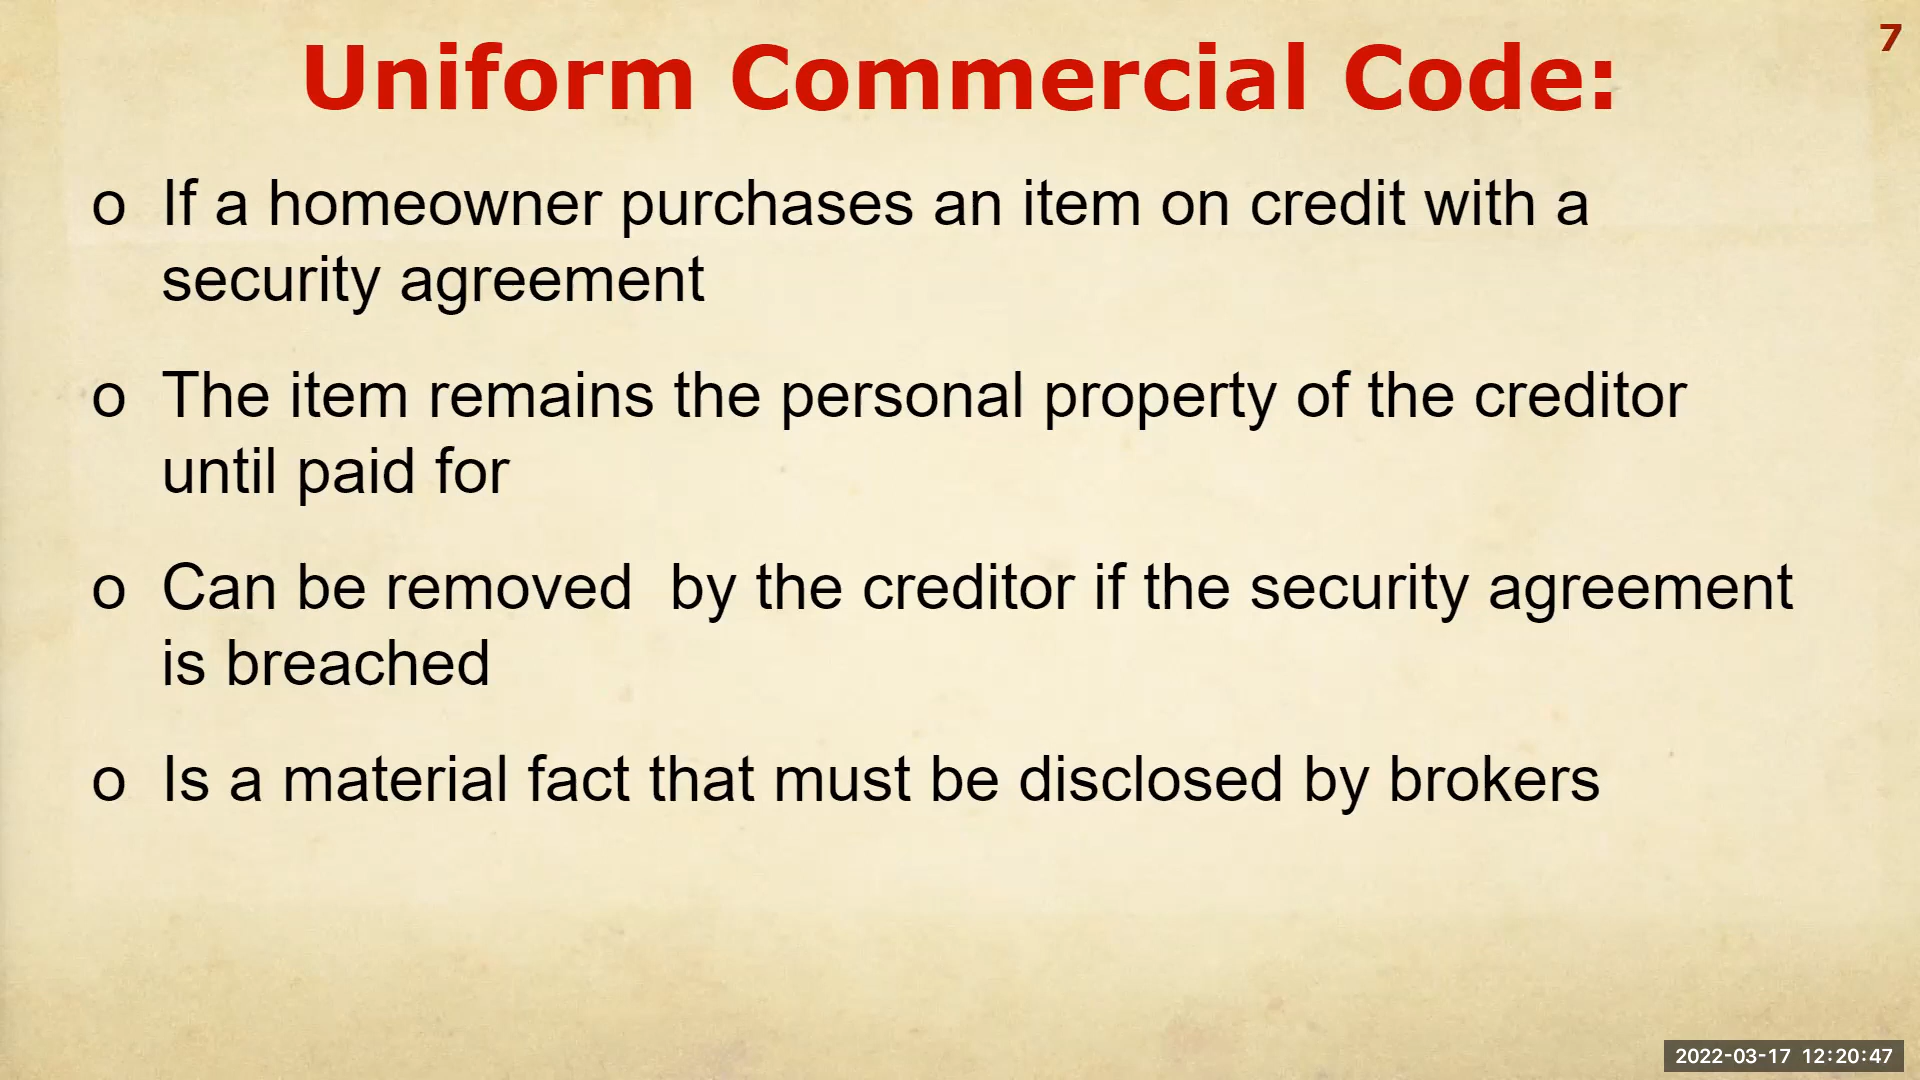 7
Uniform Commercial Code:
o If a homeowner purchases an item on credit with a
security agreement
o The item remains the personal property of the creditor
until paid for
o Can be removed  by the creditor if the security agreement
is breached
o Is a material fact that must be disclosed by brokers
2022-03-17 12:20:47